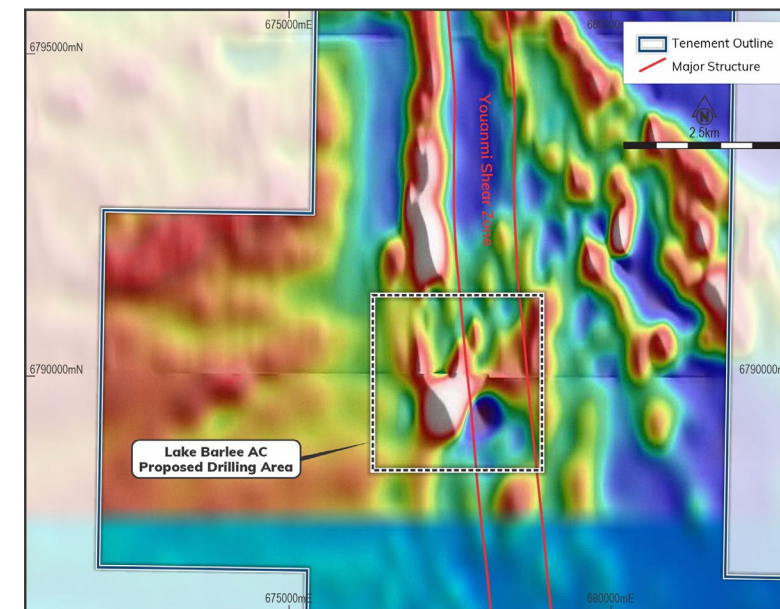 675000mE
680000mE
6795000mN
Tenement Outline
Major Structure
N
2.5km
Youanmi Shear Zone
6790000mN
6790000m
Lake Barlee AC
Proposed Drilling Area
675000mE
680000mE